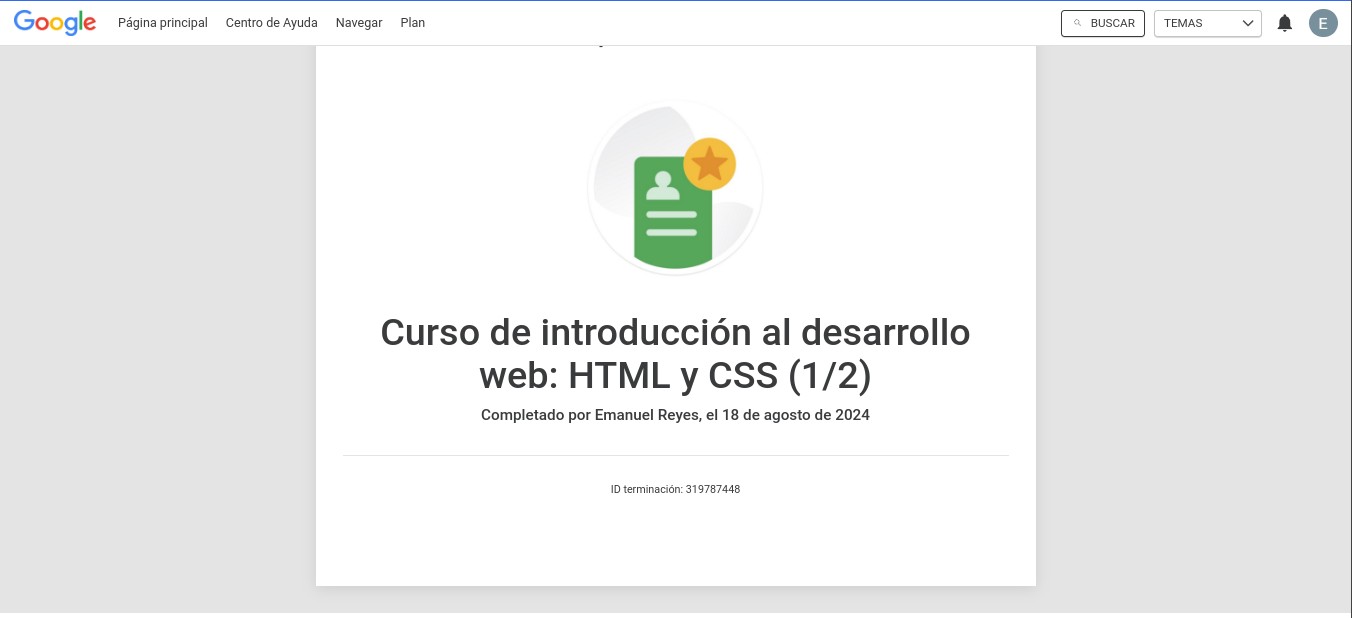 Google Página principal Centro de Ayuda Navegar Plan BUSCAR TEMAS E
Curso de introducción al desarrollo
web: HTML y CSS (1/2)
Completado por Emanuel Reyes, el 18 de agosto de 2024
ID terminación: 319787448